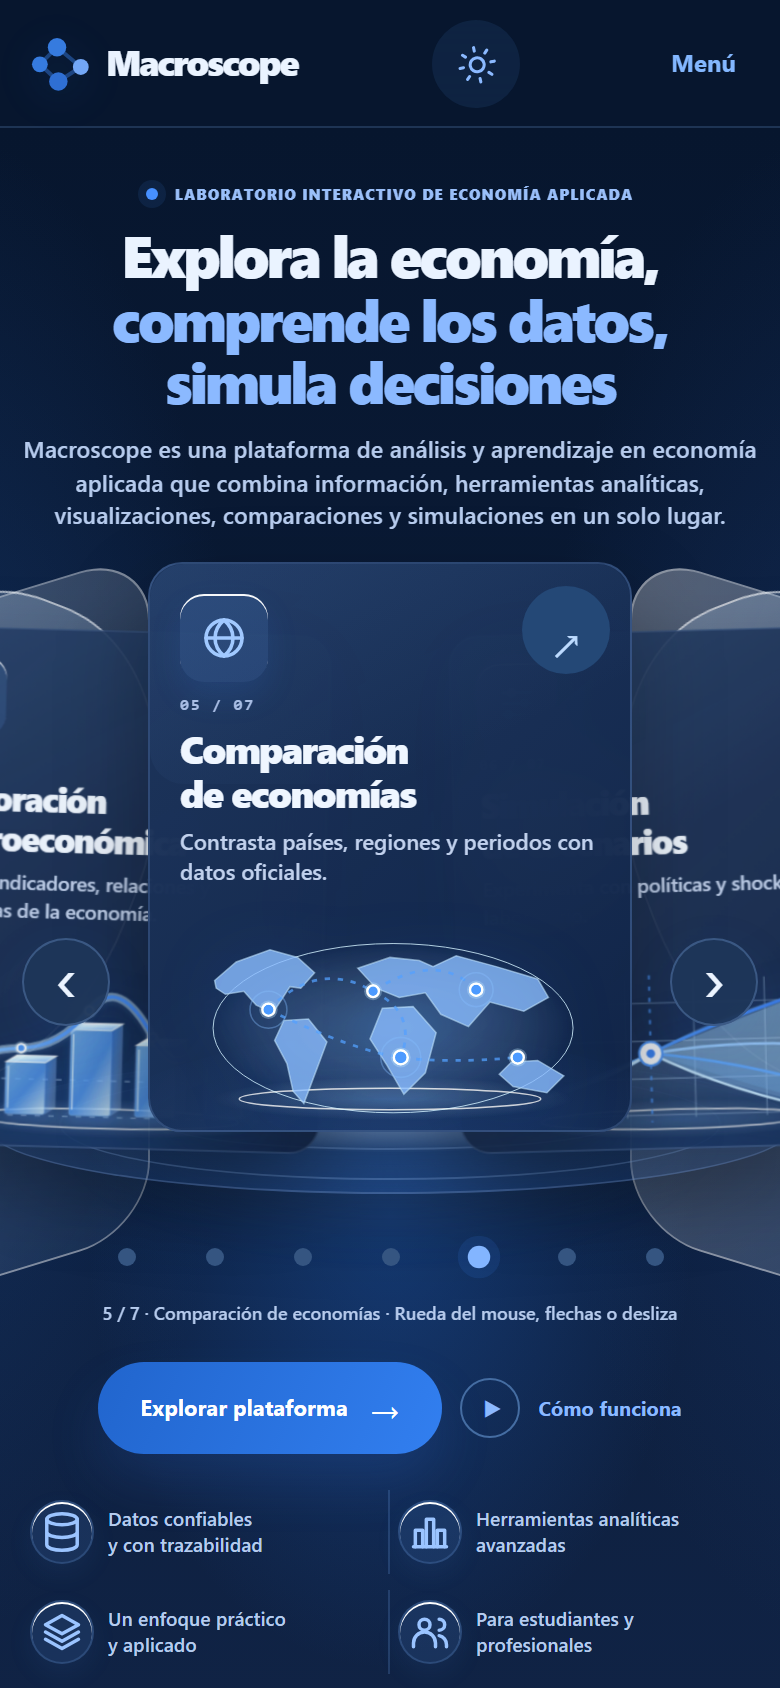 Macroscope
Menú
LABORATORIO INTERACTIVO DE ECONOMÍA APLICADA
Explora la economía,
comprende los datos,
simula decisiones
Macroscope es una plataforma de análisis y aprendizaje en economía
aplicada que combina información, herramientas analíticas,
visualizaciones, comparaciones y simulaciones en un solo lugar.
05 / 07
Comparación
de economías
Contrasta países, regiones y periodos con
datos oficiales.
políticas y
de la economía
5 / 7 · Comparación de economías · Rueda del mouse, flechas o desliza
Explorar plataforma →
Cómo funciona
Datos confiables
y con trazabilidad
Herramientas analíticas
avanzadas
Un enfoque práctico
y aplicado
Para estudiantes y
profesionales